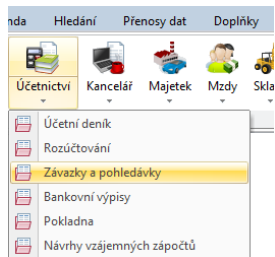 nda Hledání Přenosy dat Doplňky
Účetnictví Kancelář Majetek Mzdy Skla
Účetní deník
Rozúčtování
Závazky a pohledávky
Bankovní výpisy
Pokladna
Návrhy vzájemných zápočtů